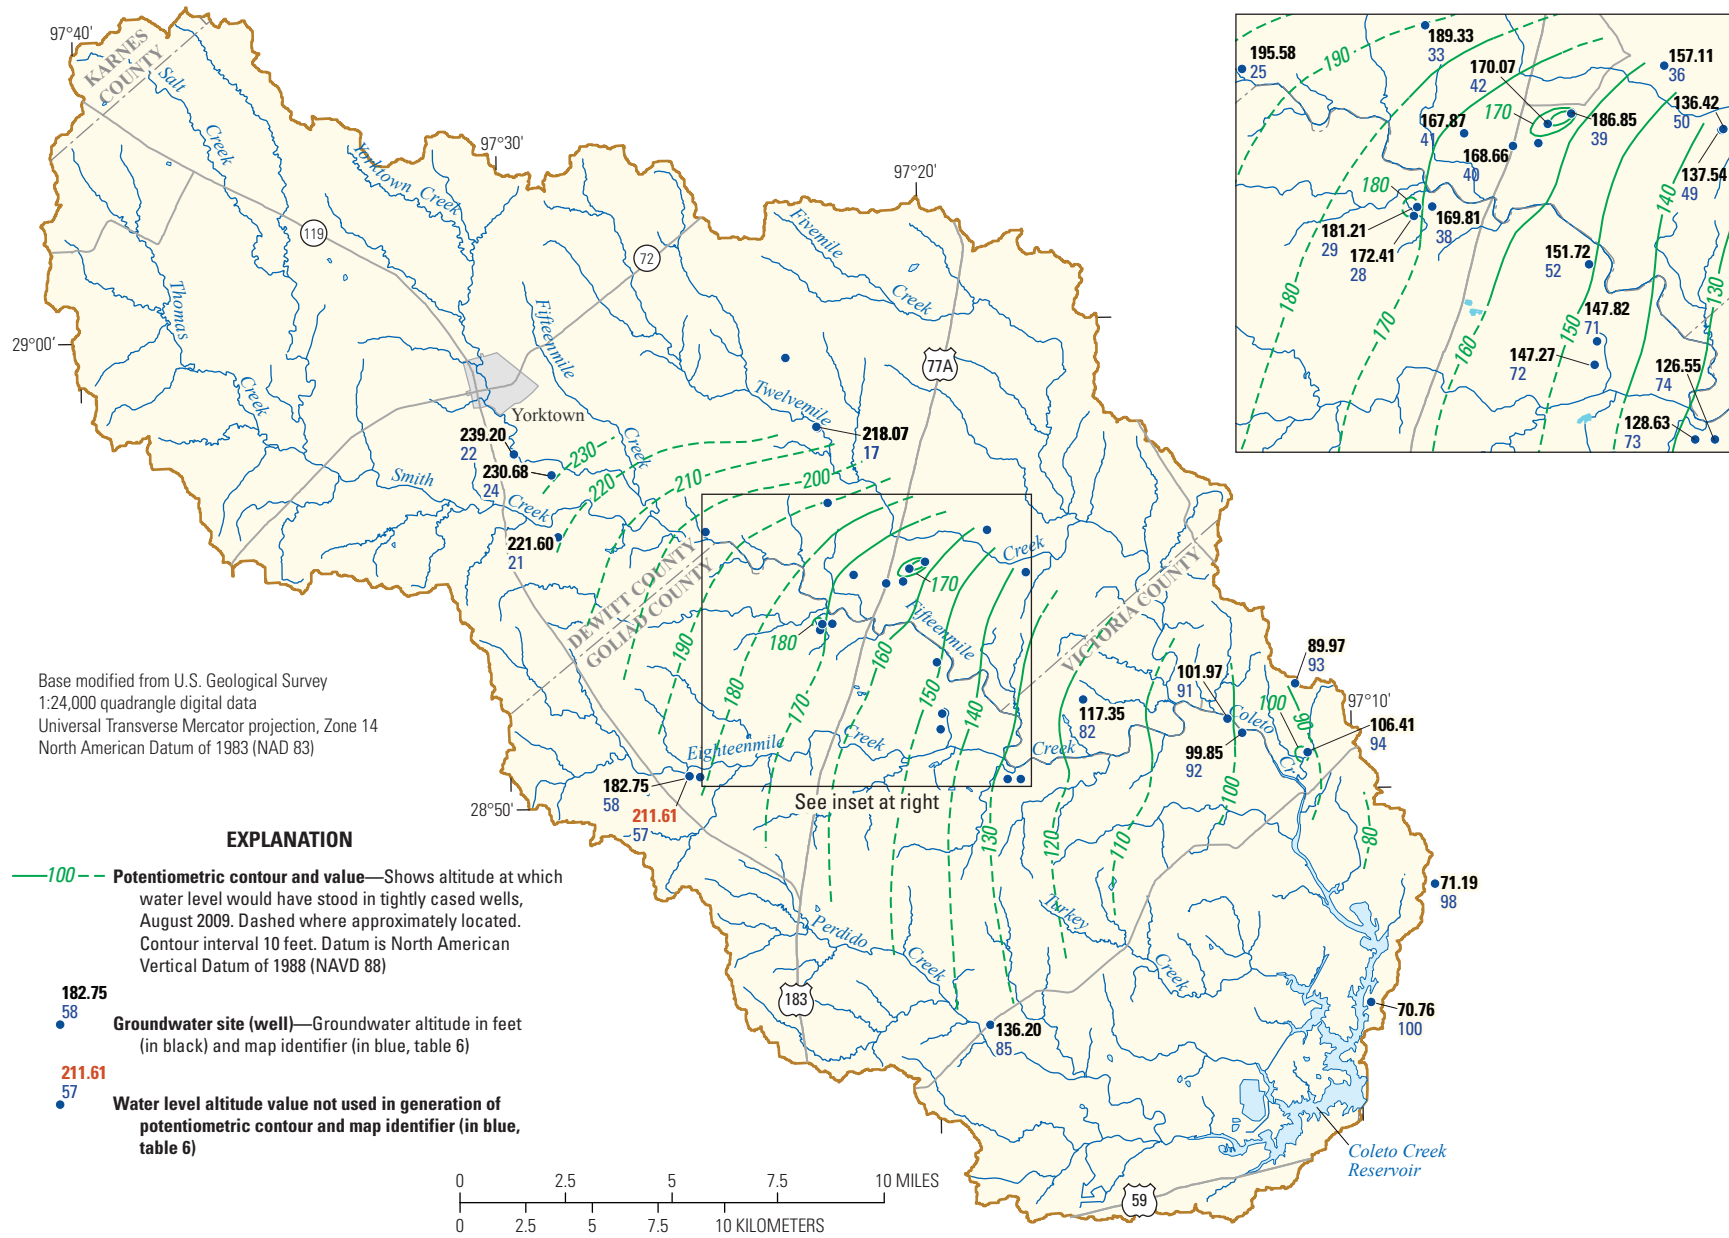 97°40'
KARNES
COUNTY
Salt
Creek
Yorktown Creek
97°30'
119
72
97°20'
Fivemile
Creek
Thomas
Creek
Fifteenmile
Creek
29°00'
77A
Twelvemile
Yorktown
239.20
22
230.68
24
218.07
17
230
220
210
200
Smith
Creek
221.60
21
DEWITT COUNTY
GOLIAD COUNTY
Creek
170
Fifteenmile
VICTORIA COUNTY
190
180
180
170
160
150
140
130
120
110
100
100
90
80
89.97
93
97°10'
101.97
91
Coleto
Cr
106.41
94
117.35
82
99.85
92
Eighteenmile
Creek
Creek
182.75
58
211.61
57
28°50'
See inset at right
71.19
98
Turkey
Creek
Perdido
Creek
183
136.20
85
70.76
100
Coleto Creek
Reservoir
59
195.58
25
190
189.33
33
170.07
42
157.11
36
170
186.85
39
136.42
50
167.87
41
168.66
40
137.54
49
180
140
181.21
29
169.81
38
172.41
28
151.72
52
180
170
160
150
130
147.82
71
147.27
72
126.55
74
128.63
73
Base modified from U.S. Geological Survey
1:24,000 quadrangle digital data
Universal Transverse Mercator projection, Zone 14
North American Datum of 1983 (NAD 83)
EXPLANATION
100
Potentiometric contour and value—Shows altitude at which
water level would have stood in tightly cased wells,
August 2009. Dashed where approximately located.
Contour interval 10 feet. Datum is North American
Vertical Datum of 1988 (NAVD 88)
182.75
58
Groundwater site (well)—Groundwater altitude in feet
(in black) and map identifier (in blue, table 6)
211.61
57
Water level altitude value not used in generation of
potentiometric contour and map identifier (in blue,
table 6)
0 2.5 5 7.5 10 MILES
0 2.5 5 7.5 10 KILOMETERS